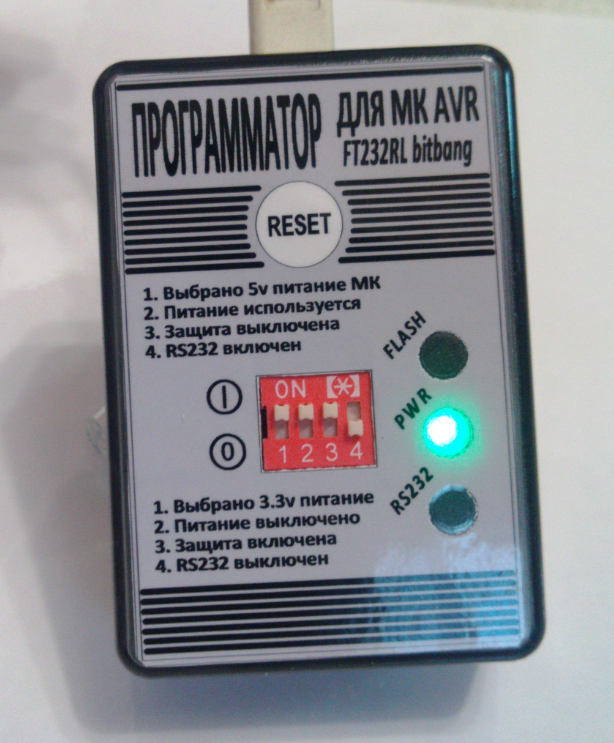 ПРОГРАММАТОР ДЛЯ МК AVR
FT232RL bitbang
RESET
1. Выбрано 5v питание МК
2. Питание используется
3. Защита выключена
4. RS232 включен
FLASH
PWR
RS232
I
ON
0
1 2 3 4
1. Выбрано 3.3v питание
2. Питание выключено
3. Защита включена
4. RS232 выключен